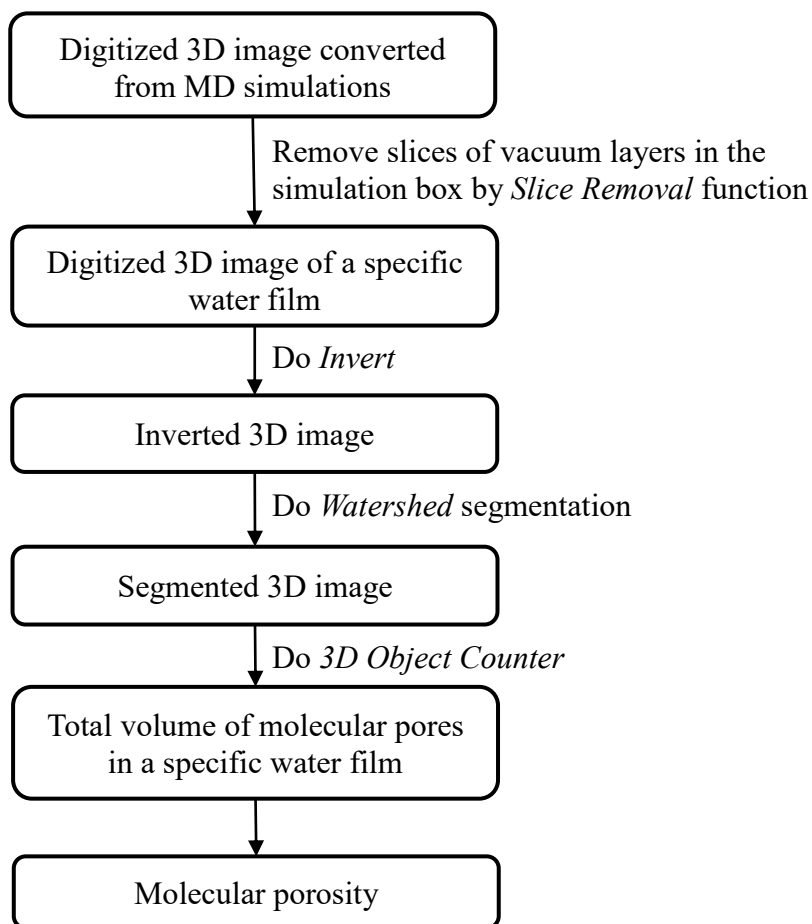 Digitized 3D image converted
from MD simulations
Remove slices of vacuum layers in the
simulation box by Slice Removal function
Digitized 3D image of a specific
water film
Do Invert
Inverted 3D image
Do Watershed segmentation
Segmented 3D image
Do 3D Object Counter
Total volume of molecular pores
in a specific water film
Molecular porosity